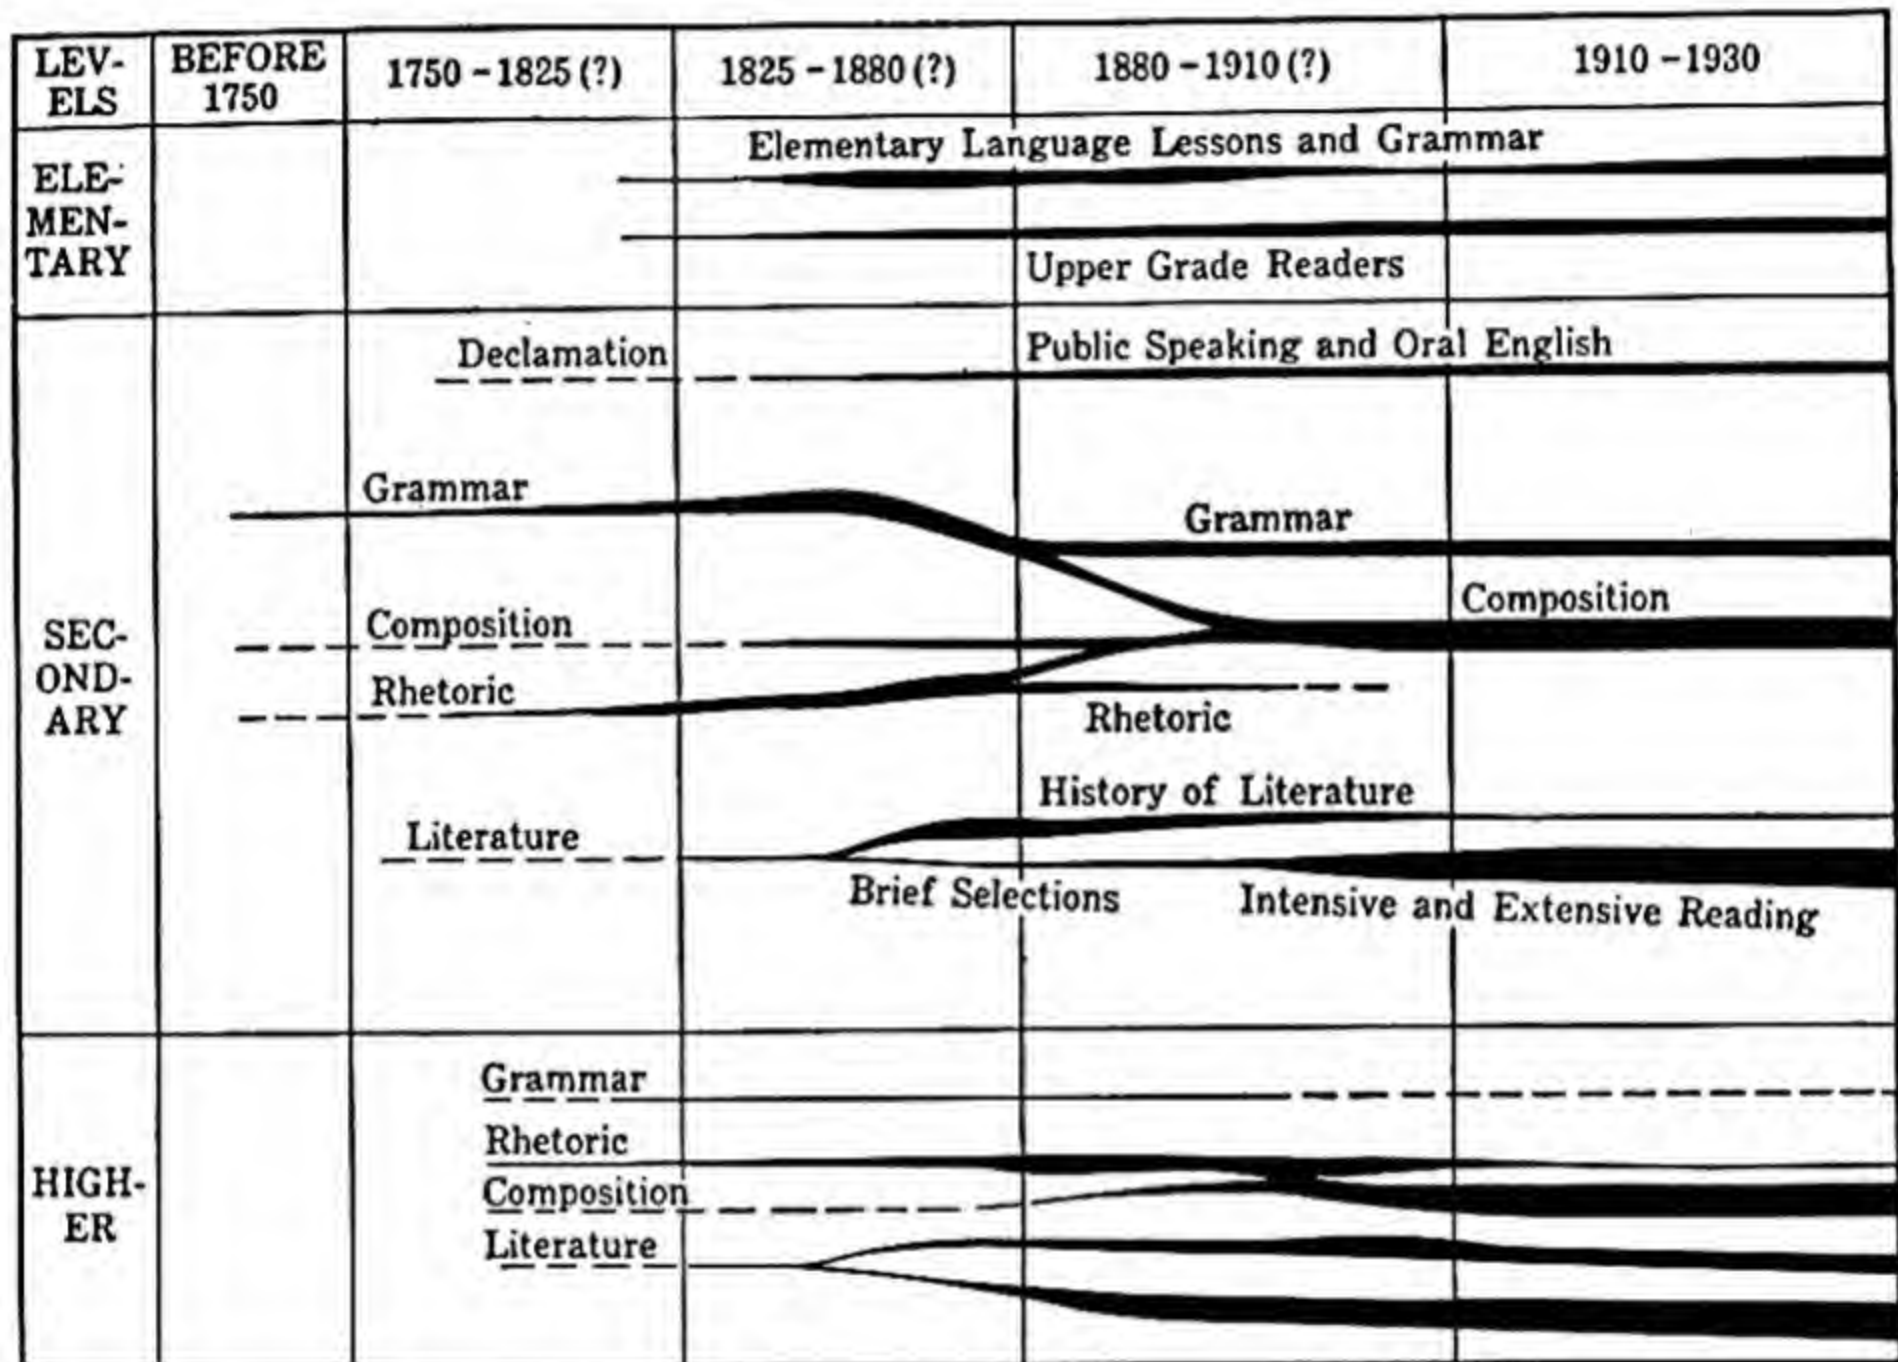 LEV-
ELS
BEFORE
1750
1750-1825(?)
1825-1880(?)
1880-1910(?)
1910-1930
ELE-
MEN-
TARY
Elementary Language Lessons and Grammar
Upper Grade Readers
SEC-
OND-
ARY
Declamation
Public Speaking and Oral English
Grammar
Grammar
Composition
Composition
Rhetoric
Rhetoric
History of Literature
Literature
Brief Selections
Intensive and Extensive Reading
HIGH-
ER
Grammar
Rhetoric
Composition
Literature